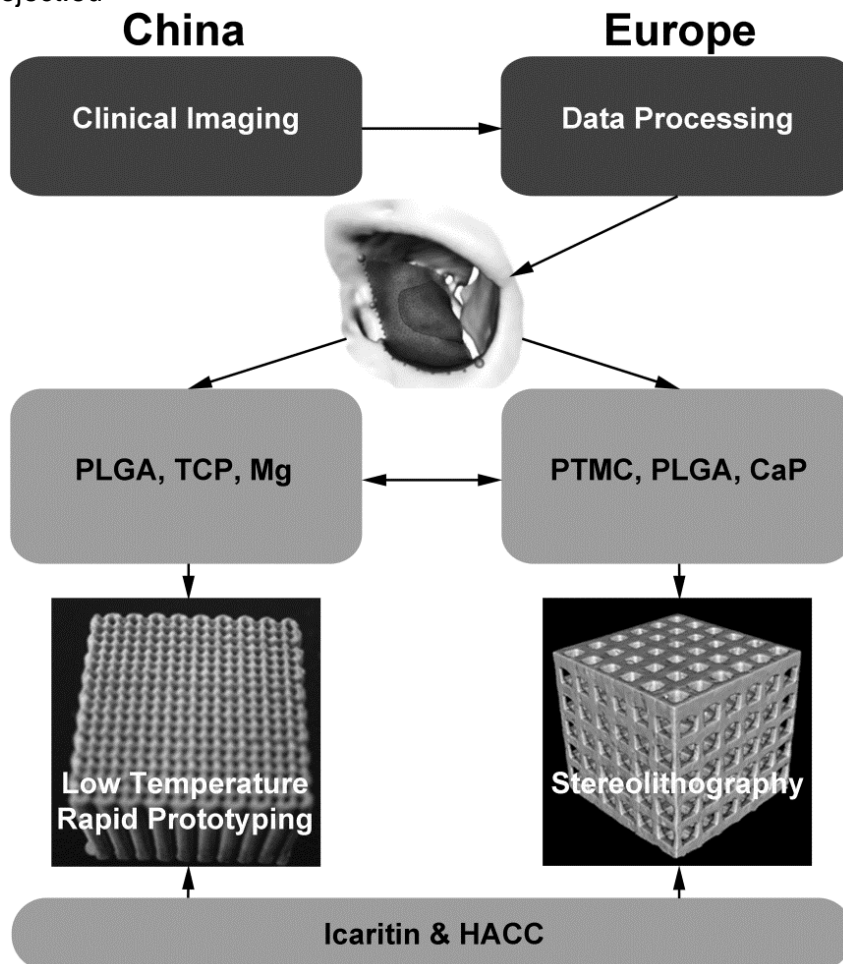 China
Europe
Clinical Imaging
Data Processing
PLGA, TCP, Mg
PTMC, PLGA, CaP
Low Temperature
Rapid Prototyping
Stereolithography
Icaritin & HACC